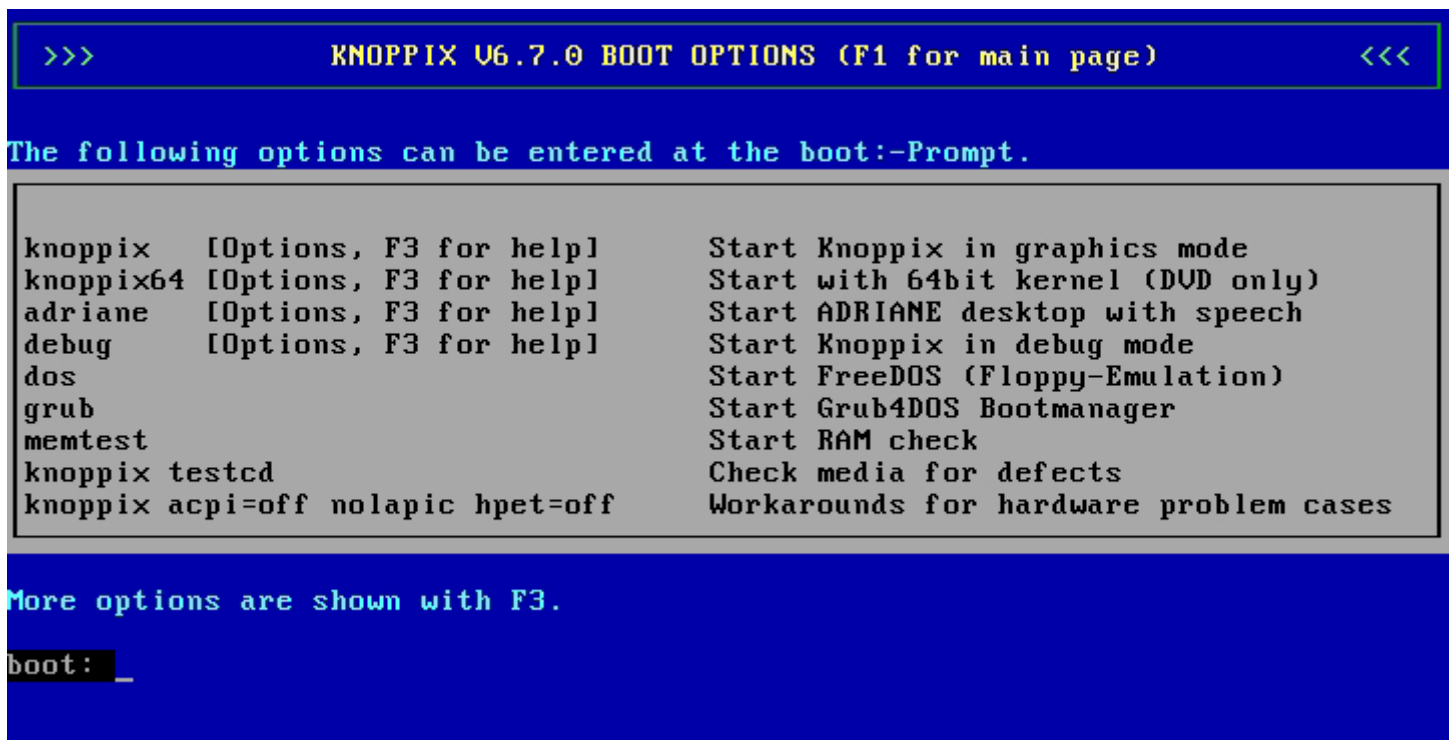 >>> KNOPPIX V6.7.0 BOOT OPTIONS (F1 for main page) <<<
The following options can be entered at the boot:-Prompt.
knoppix [Options, F3 for help] Start Knoppix in graphics mode
knoppix64 [Options, F3 for help] Start with 64bit kernel (DVD only)
adriane [Options, F3 for help] Start ADRIANE desktop with speech
debug [Options, F3 for help] Start Knoppix in debug mode
dos Start FreeDOS (Floppy-Emulation)
grub Start Grub4DOS Bootmanager
memtest Start RAM check
knoppix testcd Check media for defects
knoppix acpi=off nolapic hpet=off Workarounds for hardware problem cases
More options are shown with F3.
boot: _